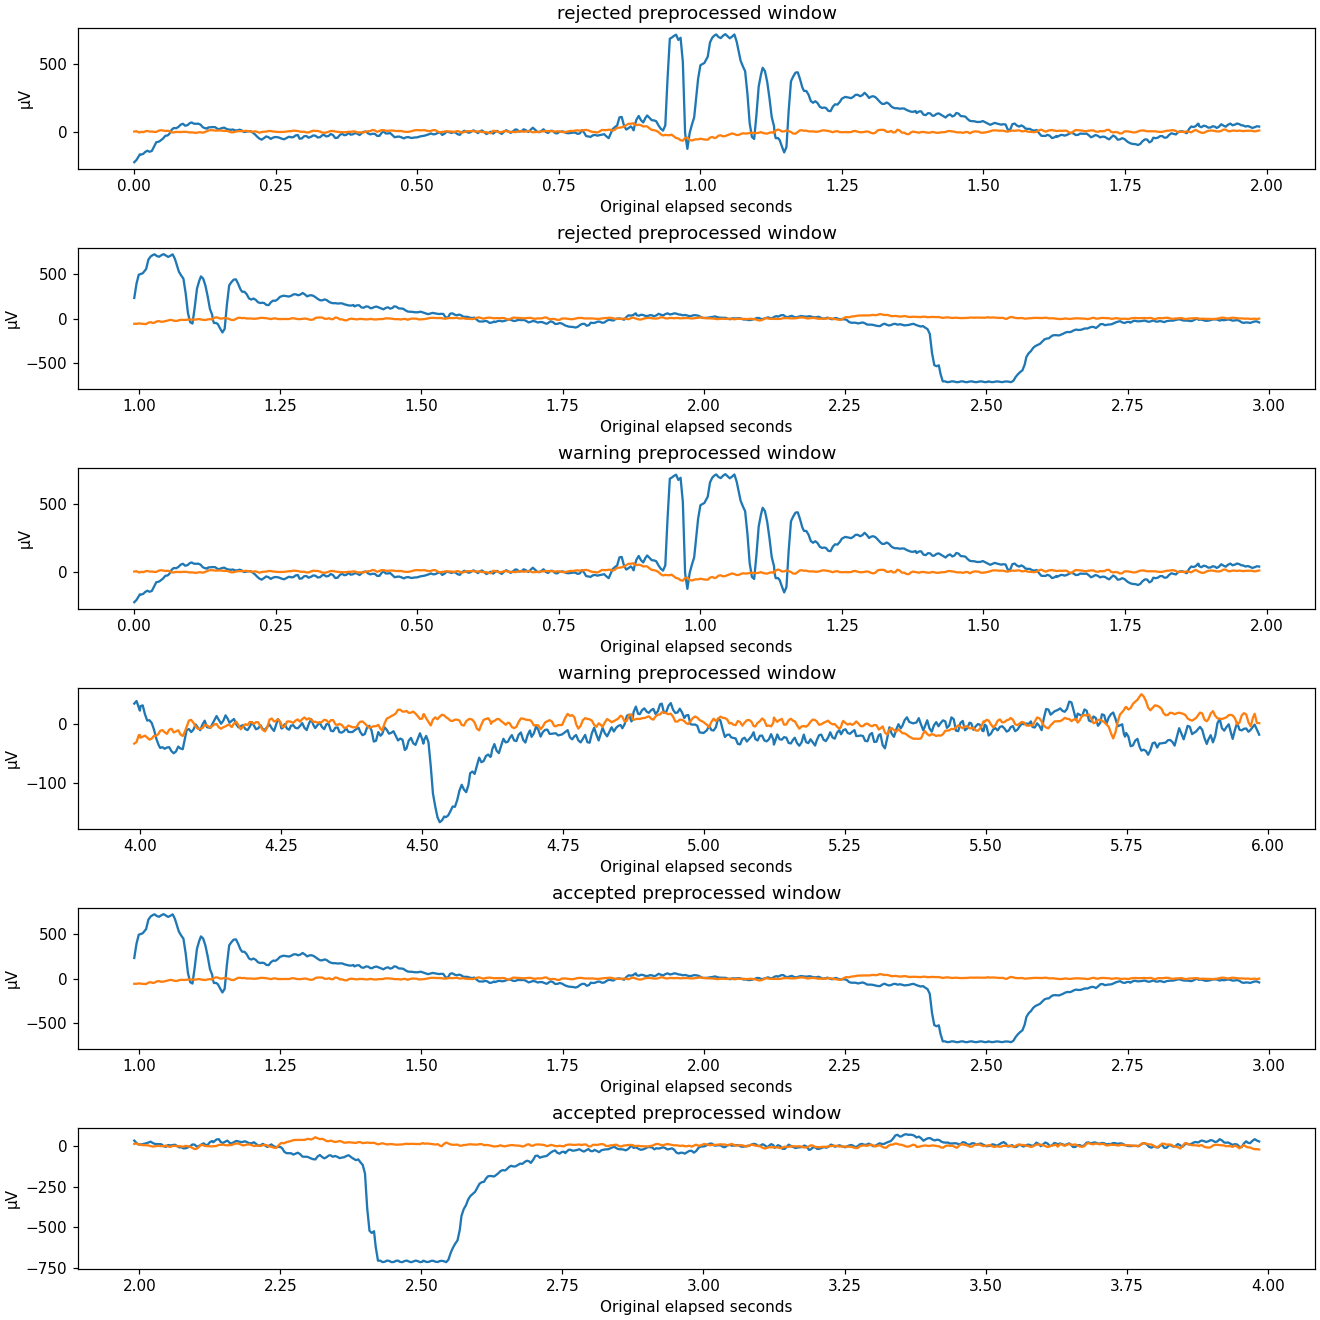 rejected preprocessed window
500
0
µV
0.00 0.25 0.50 0.75 1.00 1.25 1.50 1.75 2.00
Original elapsed seconds
rejected preprocessed window
500
0
−500
µV
1.00 1.25 1.50 1.75 2.00 2.25 2.50 2.75 3.00
Original elapsed seconds
warning preprocessed window
500
0
µV
0.00 0.25 0.50 0.75 1.00 1.25 1.50 1.75 2.00
Original elapsed seconds
warning preprocessed window
0
−100
µV
4.00 4.25 4.50 4.75 5.00 5.25 5.50 5.75 6.00
Original elapsed seconds
accepted preprocessed window
500
0
−500
µV
1.00 1.25 1.50 1.75 2.00 2.25 2.50 2.75 3.00
Original elapsed seconds
accepted preprocessed window
0
−250
−500
−750
µV
2.00 2.25 2.50 2.75 3.00 3.25 3.50 3.75 4.00
Original elapsed seconds